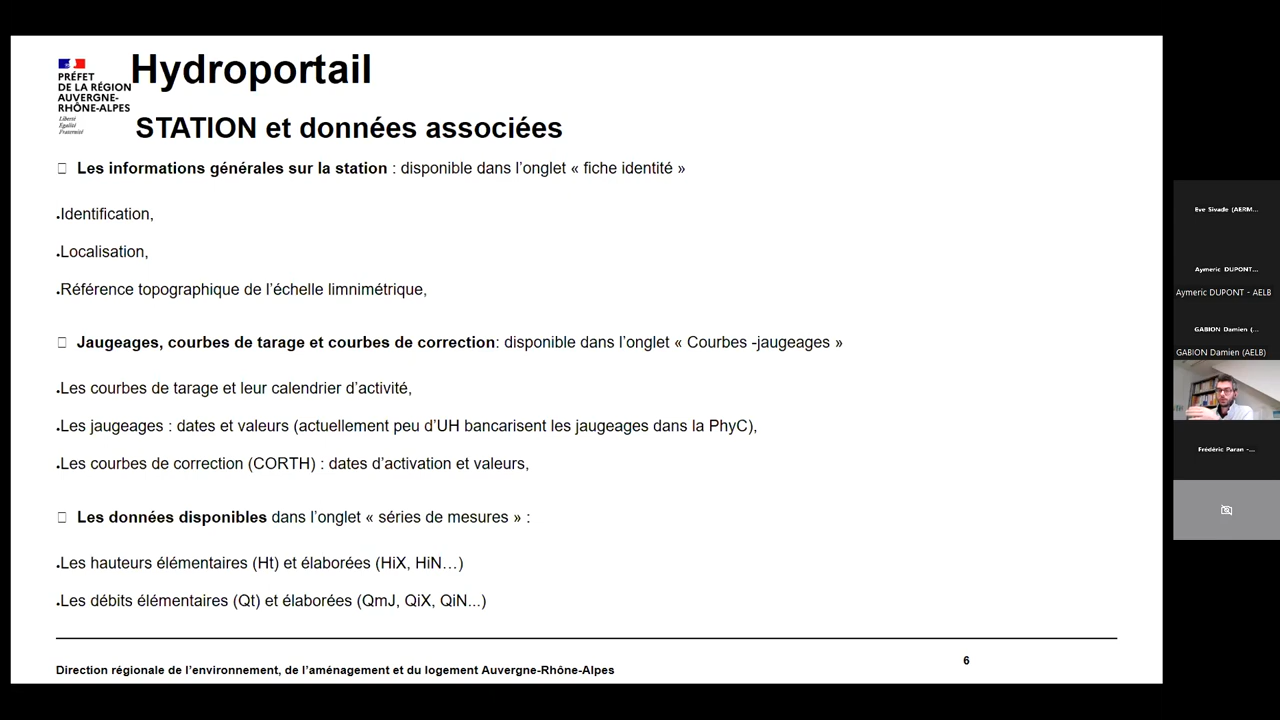 Hydroportail
PRÉFET
DE LA RÉGION
AUVERGNE-
RHÔNE-ALPES
Liberté
Égalité
Fraternité
STATION et données associées
Les informations générales sur la station : disponible dans l’onglet « fiche identité »
.Identification,
.Localisation,
.Référence topographique de l’échelle limnimétrique,
Jaugeages, courbes de tarage et courbes de correction: disponible dans l’onglet « Courbes -jaugeages »
.Les courbes de tarage et leur calendrier d’activité,
.Les jaugeages : dates et valeurs (actuellement peu d’UH bancarisent les jaugeages dans la PhyC),
.Les courbes de correction (CORTH) : dates d’activation et valeurs,
Les données disponibles dans l’onglet « séries de mesures » :
.Les hauteurs élémentaires (Ht) et élaborées (HiX, HiN…)
.Les débits élémentaires (Qt) et élaborées (QmJ, QiX, QiN...)
6
Direction régionale de l’environnement, de l’aménagement et du logement Auvergne-Rhône-Alpes
Eve Sivade (AERM...
Aymeric DUPONT...
Aymeric DUPONT - AELB
GABION Damien (...
GABION Damien (AELB)
Frédéric Paran -...